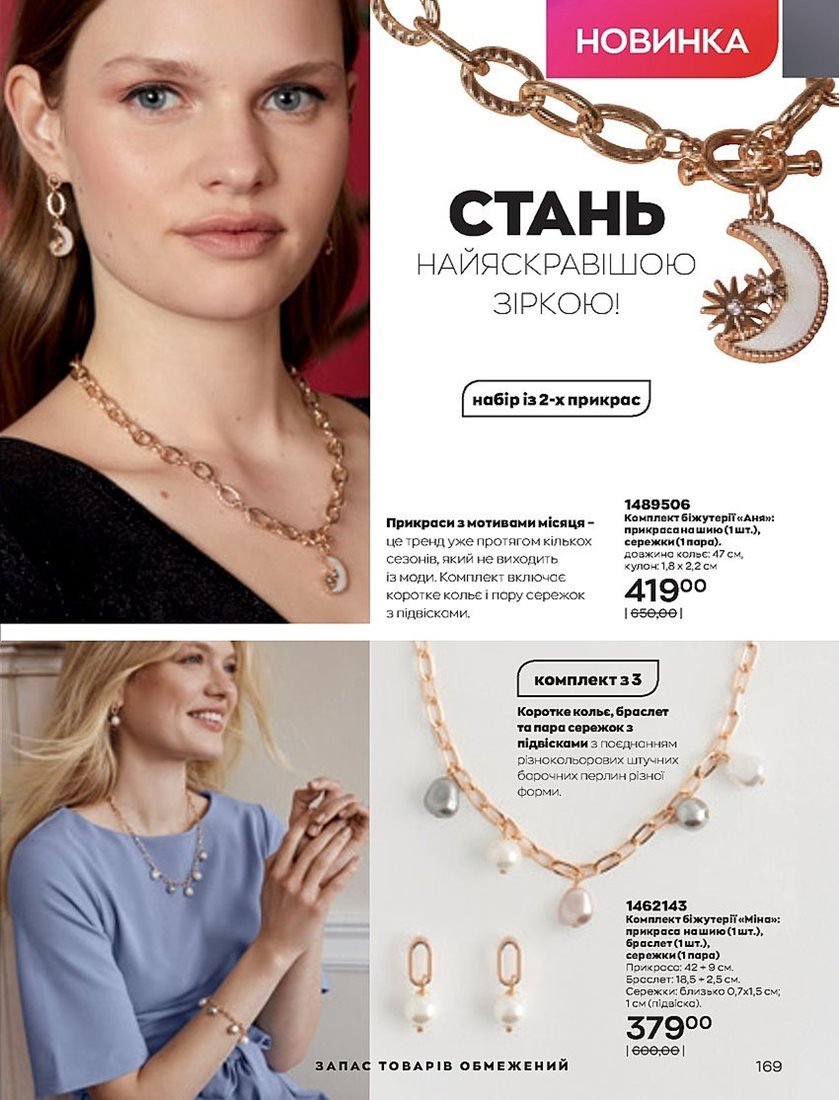 НОВИНКА
СТАНЬ
НАЙЯСКРАВІШОЮ
ЗІРКОЮ!
набір із 2-х прикрас
Прикраси з мотивами місяця –
це тренд уже протягом кількох
сезонів, який не виходить
із моди. Комплект включає
коротке кольє і пару сережок
з підвісками.
1489506
Комплект біжутерії «Аня»:
прикраса на шию (1 шт.),
сережки (1 пара).
довжина кольє: 47 см,
кулон: 1,8 х 2,2 см
419 00
| 650,00 |
комплект з 3
Коротке кольє, браслет
та пара сережок з
підвісками з поєднанням
різнокольорових штучних
барочних перлин різної
форми.
1462143
Комплект біжутерії «Міна»:
прикраса на шию (1 шт.),
браслет (1 шт.),
сережки (1 пара)
Прикраса: 42 + 9 см.
Браслет: 18,5 + 2,5 см.
Сережки: близько 0,7х1,5 см;
1 см (підвіска).
379 00
| 600,00 |
ЗАПАС ТОВАРІВ ОБМЕЖЕНИЙ
169